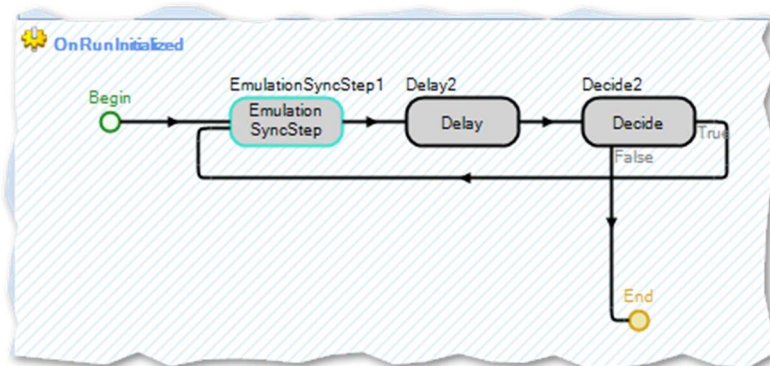 OnRunInitialized
Begin
EmulationSyncStep1
Emulation
SyncStep
Delay2
Delay
Decide2
Decide
True
False
End